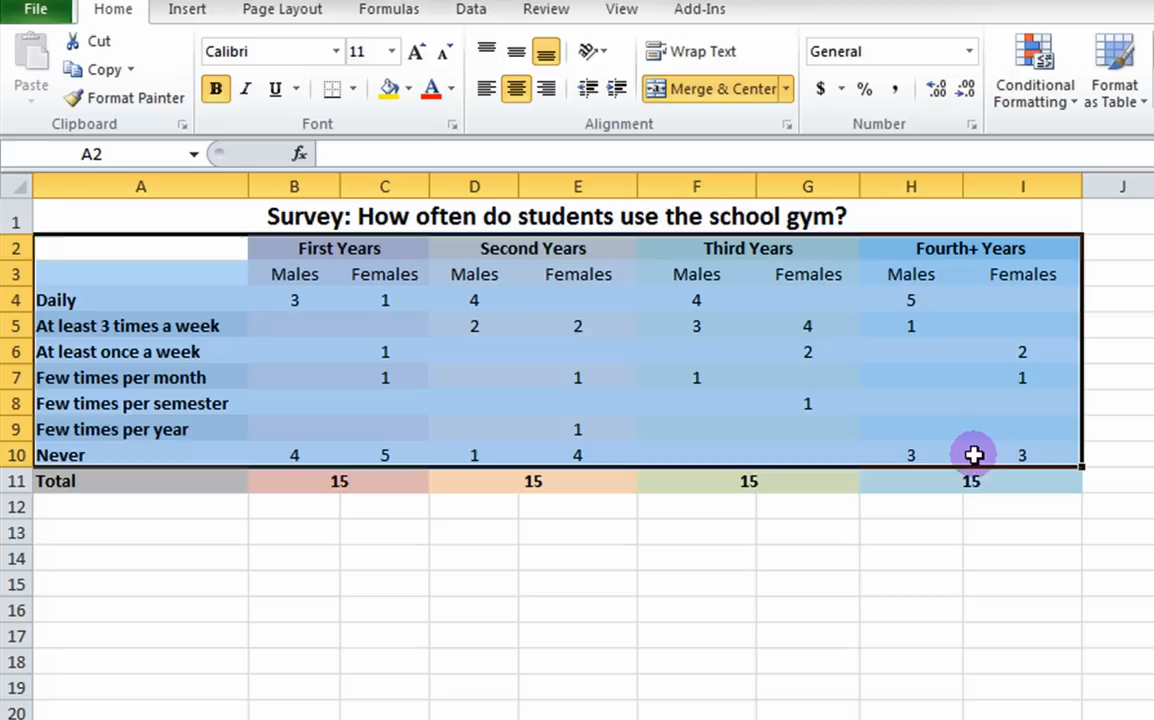 File Home Insert Page Layout Formulas Data Review View Add-Ins
Paste
Cut
Copy
Format Painter
Calibri 11
A A
B I U A
Wrap Text
Merge & Center
General
$ % , .00 .0 .0 .00
Conditional Formatting
Format as Table
Clipboard Font Alignment Number
A2 fx
A B C D E F G H I J
1 Survey: How often do students use the school gym?
2 First Years Second Years Third Years Fourth+ Years
3 Males Females Males Females Males Females Males Females
4 Daily 3 1 4 4 5
5 At least 3 times a week 2 2 3 4 1
6 At least once a week 1 2 2
7 Few times per month 1 1 1 1
8 Few times per semester 1
9 Few times per year 1
10 Never 4 5 1 4 3 3
11 Total 15 15 15 15
12
13
14
15
16
17
18
19
20